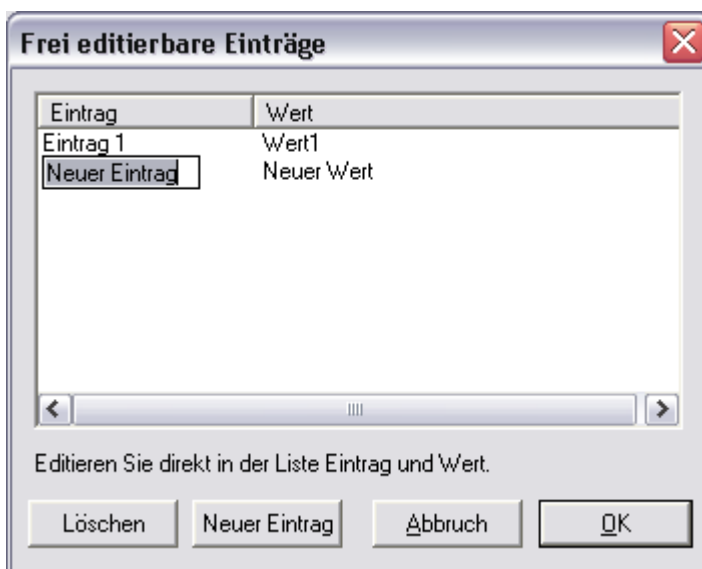 Frei editierbare Einträge
Eintrag Wert
Eintrag 1 Wert1
Neuer Eintrag Neuer Wert
Editieren Sie direkt in der Liste Eintrag und Wert.
Löschen Neuer Eintrag Abbruch OK